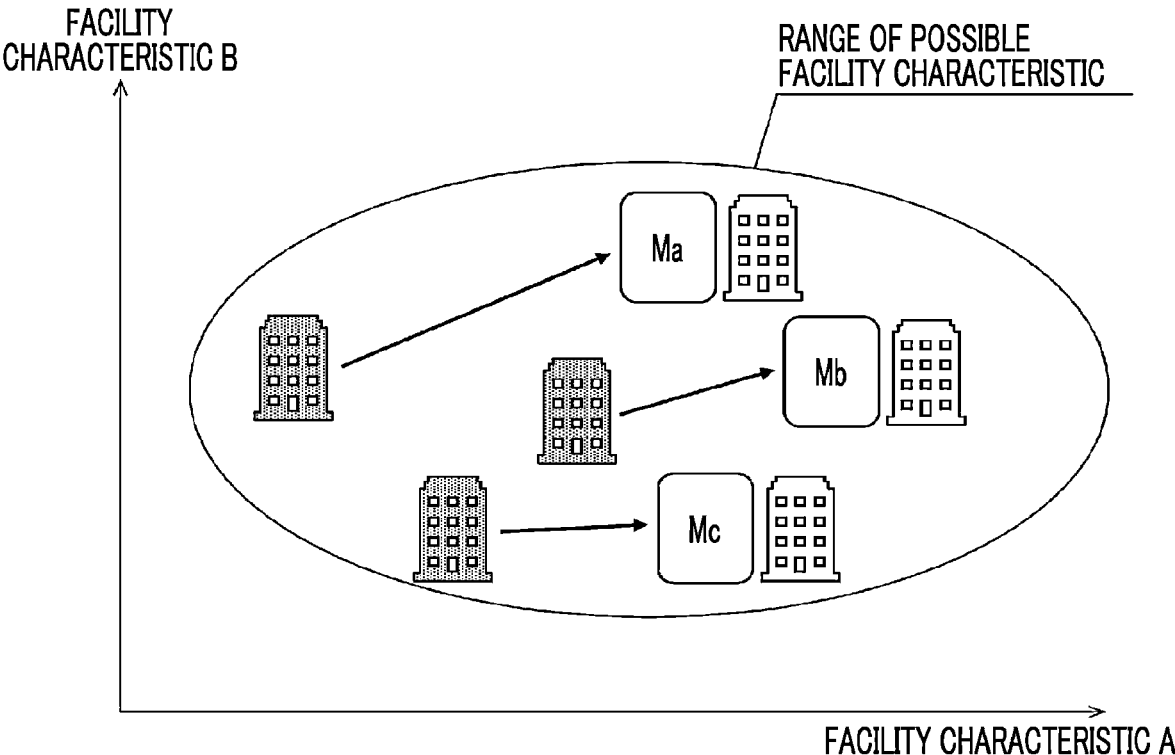 FACILITY
CHARACTERISTIC B
RANGE OF POSSIBLE
FACILITY CHARACTERISTIC
Ma
Mb
Mc
FACILITY CHARACTERISTIC A